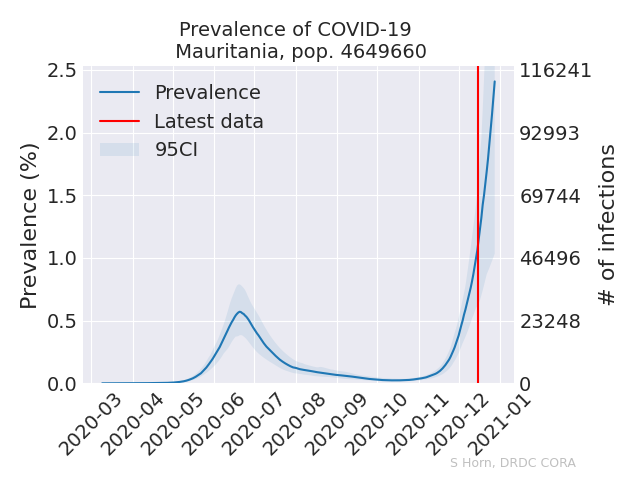 Prevalence of COVID-19
Mauritania, pop. 4649660
Prevalence
Latest data
95CI
Prevalence (%)
2.5
2.0
1.5
1.0
0.5
0.0
116241
92993
69744
46496
23248
0
# of infections
2020-03
2020-04
2020-05
2020-06
2020-07
2020-08
2020-09
2020-10
2020-11
2020-12
2021-01
S Horn, DRDC CORA